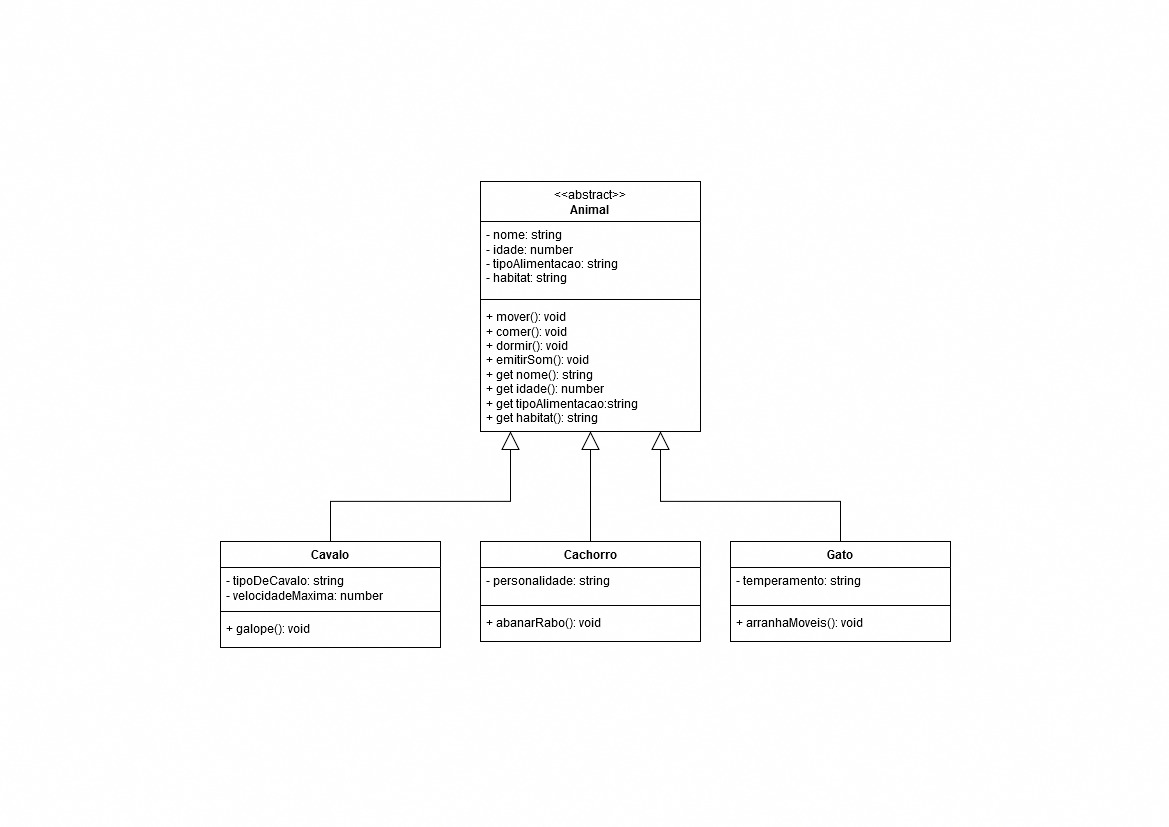 <<abstract>>
Animal
- nome: string
- idade: number
- tipoAlimentacao: string
- habitat: string
+ mover(): void
+ comer(): void
+ dormir(): void
+ emitirSom(): void
+ get nome(): string
+ get idade(): number
+ get tipoAlimentacao:string
+ get habitat(): string
Cavalo
- tipoDeCavalo: string
- velocidadeMaxima: number
+ galope(): void
Cachorro
- personalidade: string
+ abanarRabo(): void
Gato
- temperamento: string
+ arranhaMoveis(): void